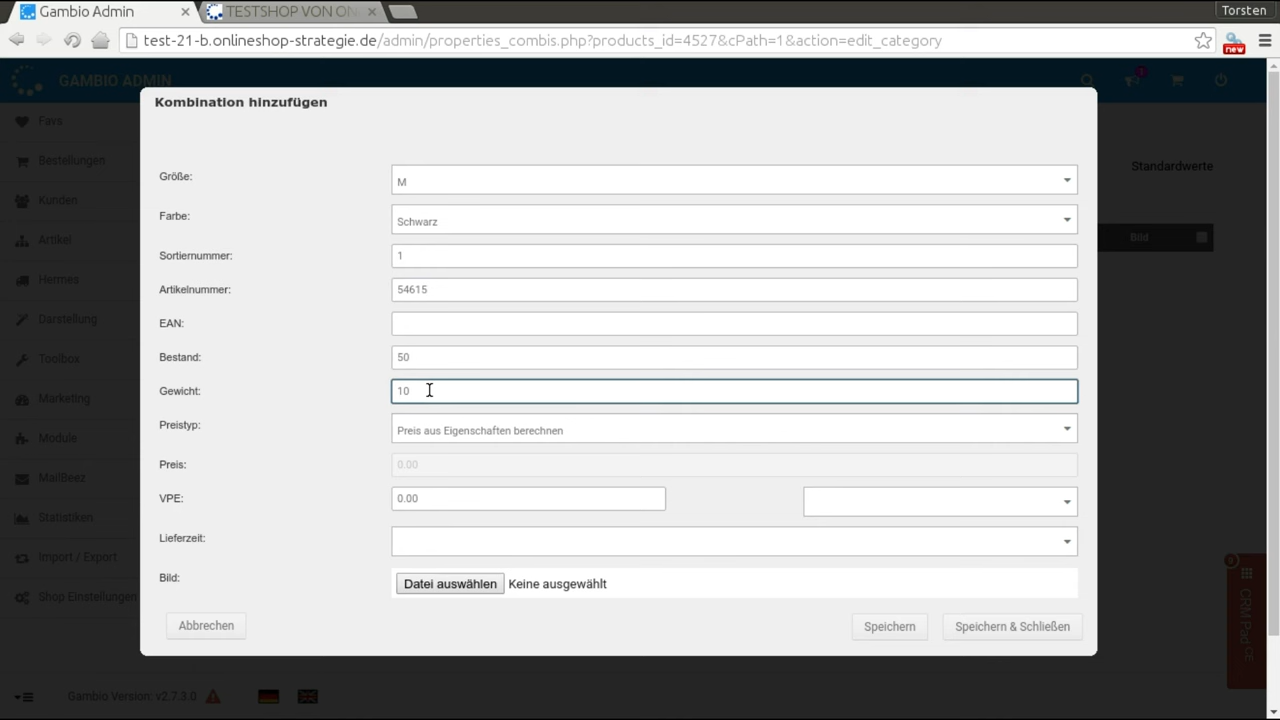 Gambio Admin
TESTSHOP VON ON
Torsten
test-21-b.onlineshop-strategie.de/admin/properties_combis.php?products_id=4527&cPath=1&action=edit_category
new
GAMBIO ADMIN
Kombination hinzufügen
Favs
Bestellungen
Kunden
Artikel
Hermes
Darstellung
Toolbox
Marketing
Module
MailBeez
Statistiken
Import / Export
Shop Einstellungen
Standardwerte
Bild
Größe:
M
Farbe:
Schwarz
Sortiernummer:
1
Artikelnummer:
54615
EAN:
Bestand:
50
Gewicht:
10
Preistyp:
Preis aus Eigenschaften berechnen
Preis:
0.00
VPE:
0.00
Lieferzeit:
Bild:
Datei auswählen Keine ausgewählt
Abbrechen
Speichern
Speichern & Schließen
CRM Pad CE
Gambio Version: v2.7.3.0